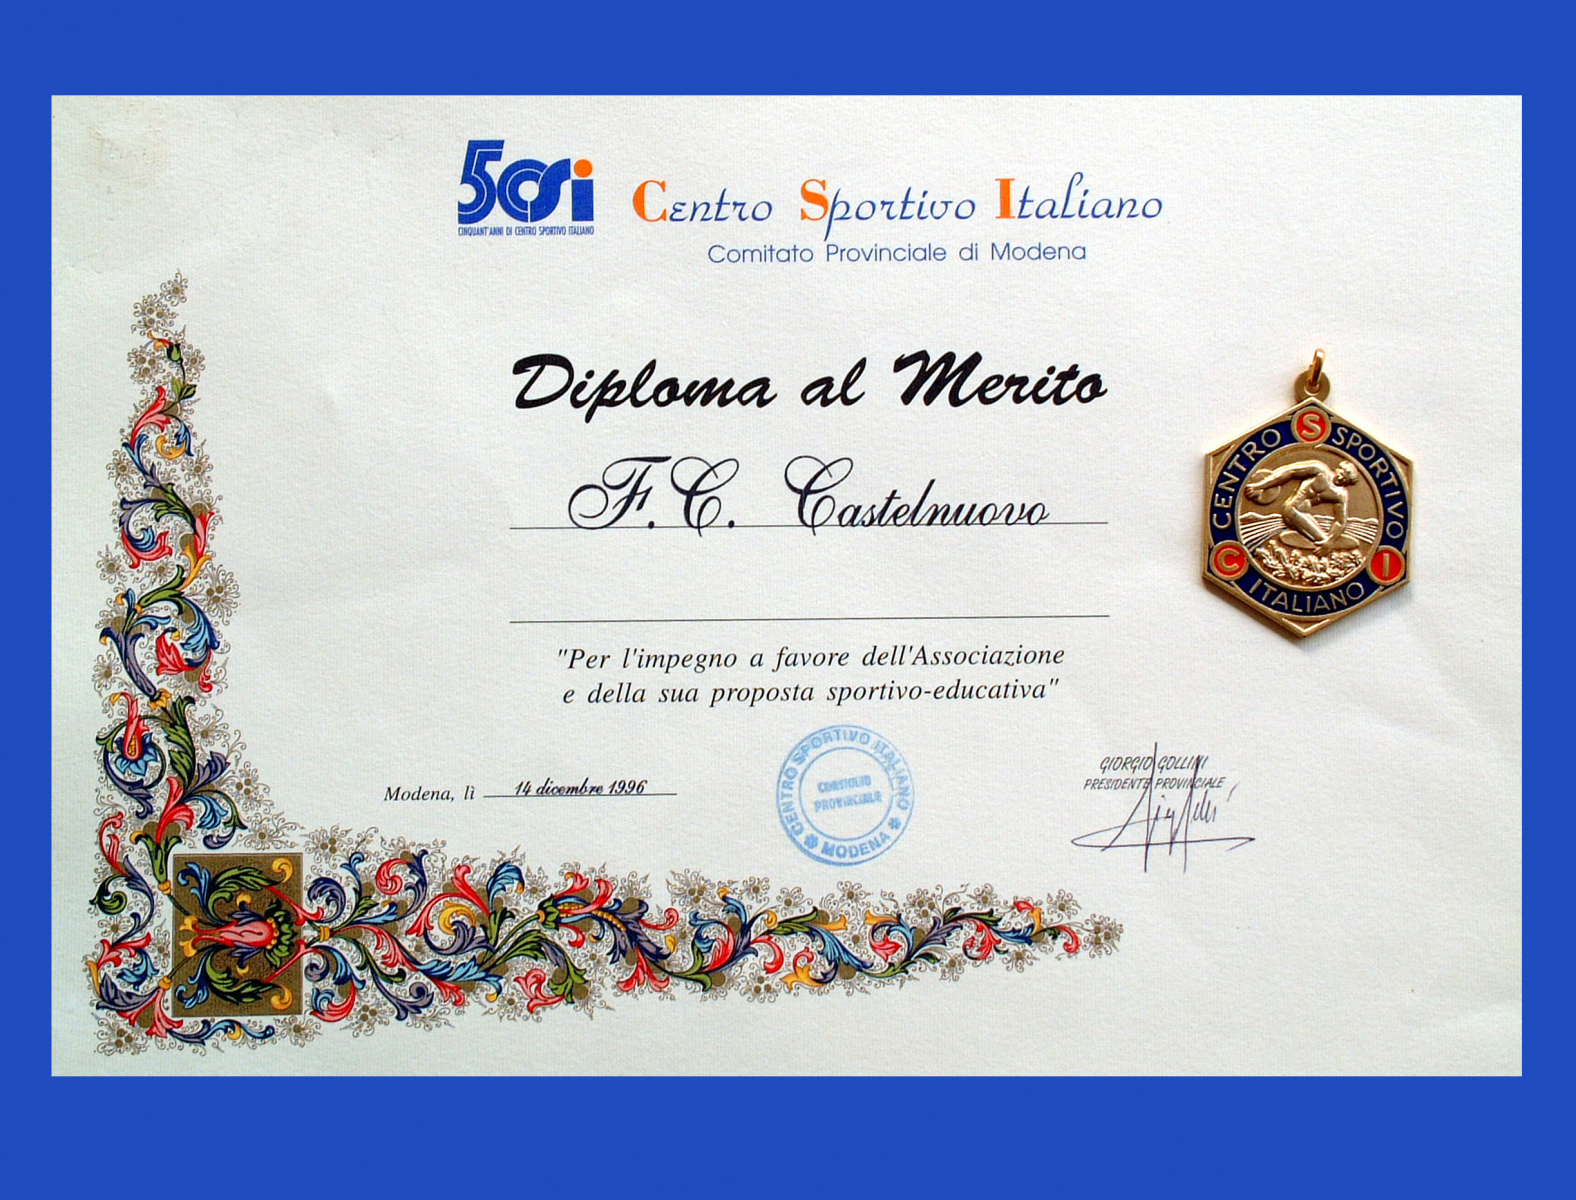 50 CSi
CINQUANT'ANNI DI CENTRO SPORTIVO ITALIANO
Centro Sportivo Italiano
Comitato Provinciale di Modena
Diploma al Merito
F.C. Castelnuovo
"Per l'impegno a favore dell'Associazione
e della sua proposta sportivo-educativa"
Modena, lì 14 dicembre 1996
CENTRO SPORTIVO ITALIANO
CONSIGLIO
PROVINCIALE
MODENA
GIORGIO GOLLINI
PRESIDENTE PROVINCIALE
CENTRO SPORTIVO ITALIANO
C S I